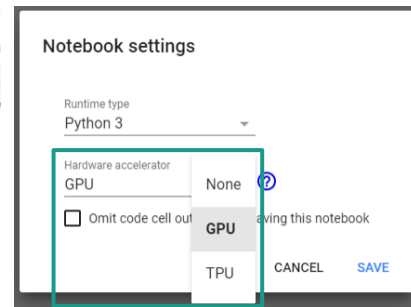 Notebook settings
Runtime type
Python 3
Hardware accelerator
GPU
None
Omit code cell out
aving this notebook
GPU
TPU
CANCEL
SAVE